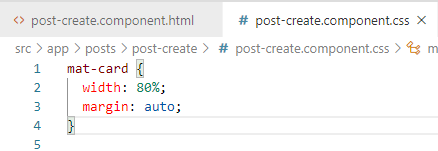 post-create.component.html
# post-create.component.css ×
src > app > posts > post-create > # post-create.component.css > m
1 mat-card {
2 width: 80%;
3 margin: auto;
4 }
5